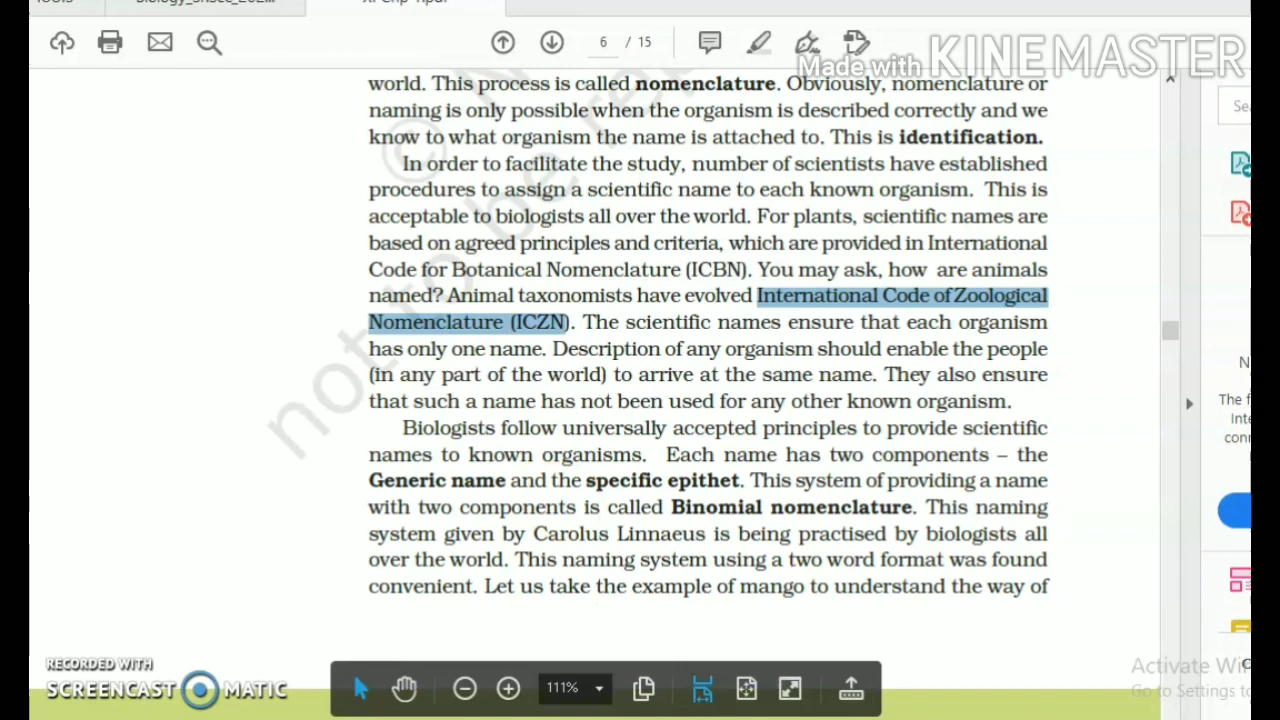 6 / 15
Made with KINEMASTER
world. This process is called nomenclature. Obviously, nomenclature or
naming is only possible when the organism is described correctly and we
know to what organism the name is attached to. This is identification.
In order to facilitate the study, number of scientists have established
procedures to assign a scientific name to each known organism. This is
acceptable to biologists all over the world. For plants, scientific names are
based on agreed principles and criteria, which are provided in International
Code for Botanical Nomenclature (ICBN). You may ask, how are animals
named? Animal taxonomists have evolved International Code of Zoological
Nomenclature (ICZN). The scientific names ensure that each organism
has only one name. Description of any organism should enable the people
(in any part of the world) to arrive at the same name. They also ensure
that such a name has not been used for any other known organism.
Biologists follow universally accepted principles to provide scientific
names to known organisms. Each name has two components – the
Generic name and the specific epithet. This system of providing a name
with two components is called Binomial nomenclature. This naming
system given by Carolus Linnaeus is being practised by biologists all
over the world. This naming system using a two word format was found
convenient. Let us take the example of mango to understand the way of
© not to be
The f
RECORDED WITH
SCREENCAST MATIC
111%
Activate Wi
Go to Settings to